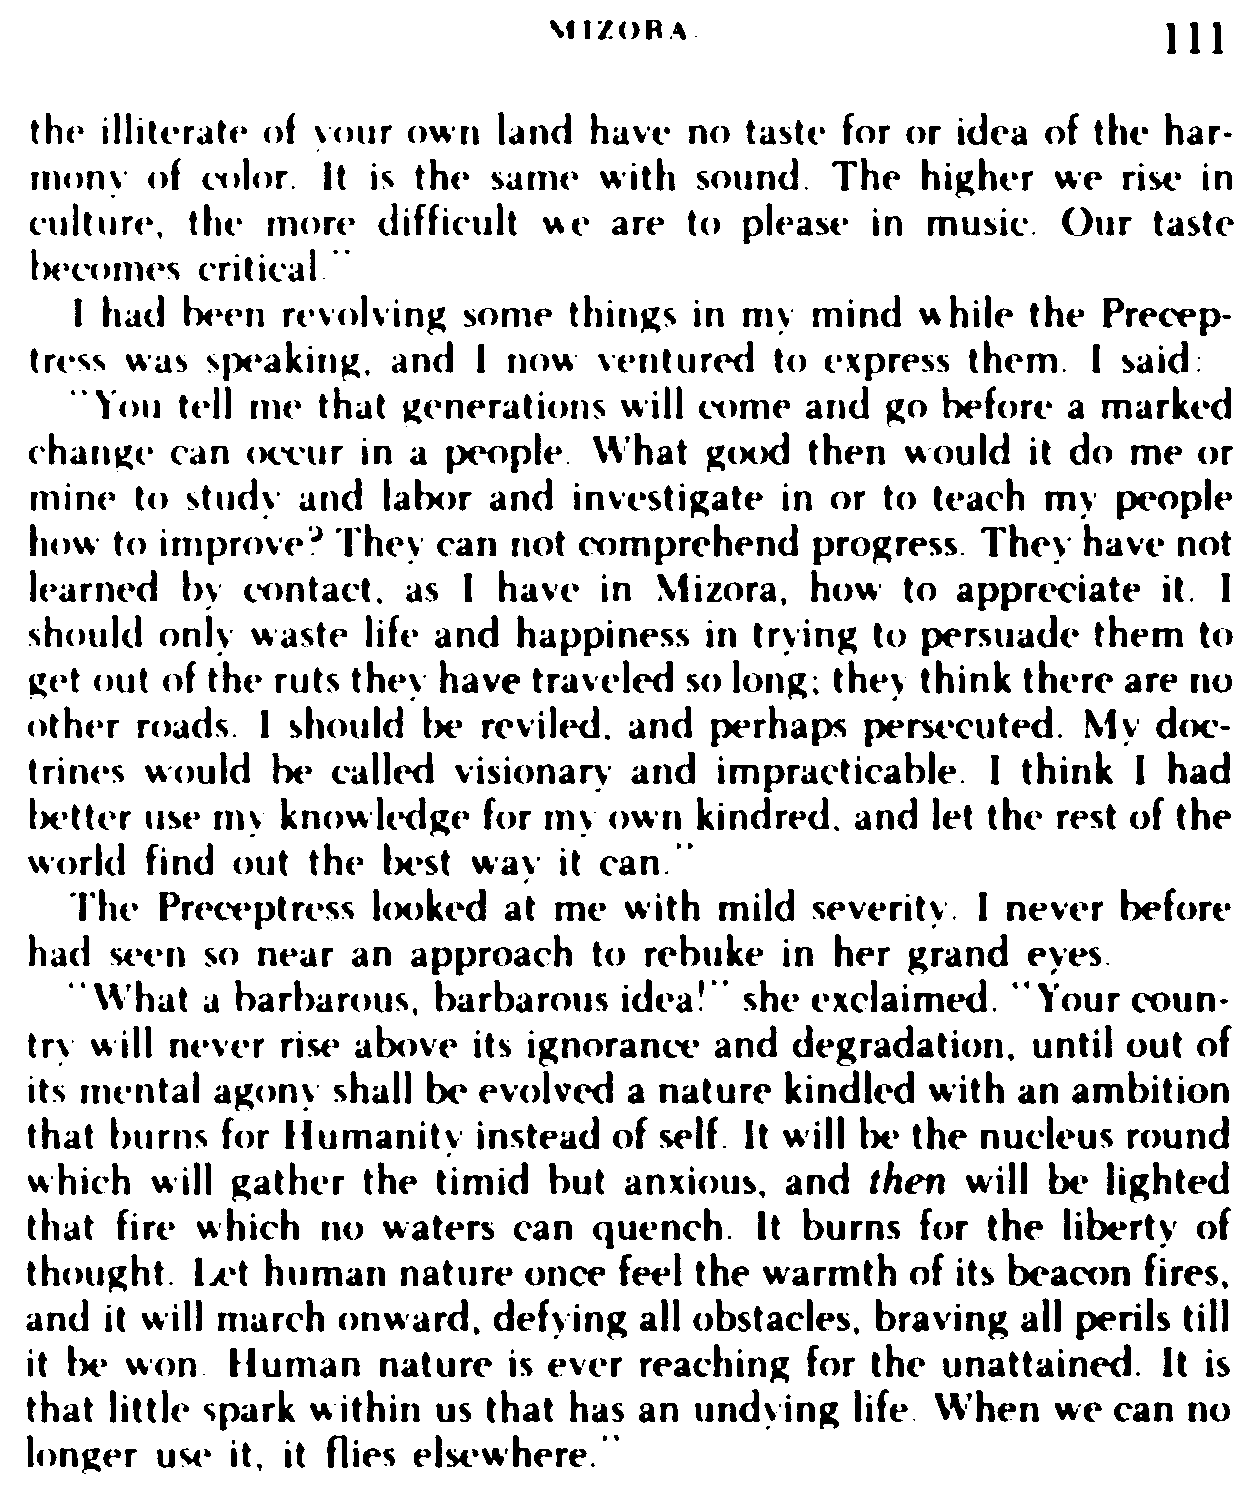 MIZORA. 111
the illiterate of your own land have no taste for or idea of the har-
mony of color. It is the same with sound. The higher we rise in
culture, the more difficult we are to please in music. Our taste
becomes critical."
I had been revolving some things in my mind while the Precep-
tress was speaking, and I now ventured to express them. I said:
"You tell me that generations will come and go before a marked
change can occur in a people. What good then would it do me or
mine to study and labor and investigate in or to teach my people
how to improve? They can not comprehend progress. They have not
learned by contact, as I have in Mizora, how to appreciate it. I
should only waste life and happiness in trying to persuade them to
get out of the ruts they have traveled so long; they think there are no
other roads. I should be reviled, and perhaps persecuted. My doc-
trines would be called visionary and impracticable. I think I had
better use my knowledge for my own kindred, and let the rest of the
world find out the best way it can."
The Preceptress looked at me with mild severity. I never before
had seen so near an approach to rebuke in her grand eyes.
"What a barbarous, barbarous idea!" she exclaimed. "Your coun-
try will never rise above its ignorance and degradation, until out of
its mental agony shall be evolved a nature kindled with an ambition
that burns for Humanity instead of self. It will be the nucleus round
which will gather the timid but anxious, and then will be lighted
that fire which no waters can quench. It burns for the liberty of
thought. Let human nature once feel the warmth of its beacon fires,
and it will march onward, defying all obstacles, braving all perils till
it be won. Human nature is ever reaching for the unattained. It is
that little spark within us that has an undying life. When we can no
longer use it, it flies elsewhere."